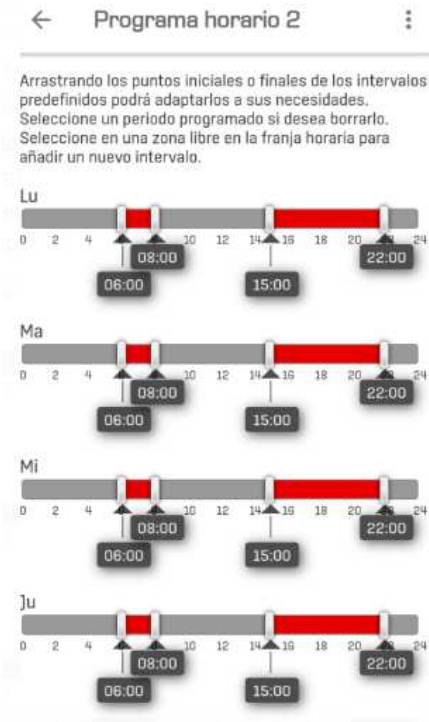 Programa horario 2
Arrastrando los puntos iniciales o finales de los intervalos
predefinidos podrá adaptarlos a sus necesidades.
Seleccione un periodo programado si desea borrarlo.
Seleccione en una zona libre en la franja horaria para
añadir un nuevo intervalo.
Lu
0 2 4 10 12 14 16 18 20 24
08:00 22:00
06:00 15:00
Ma
0 2 4 10 12 14 16 18 20 24
08:00 22:00
06:00 15:00
Mi
0 2 4 10 12 14 16 18 20 24
08:00 22:00
06:00 15:00
Ju
0 2 4 10 12 14 16 18 20 24
08:00 22:00
06:00 15:00